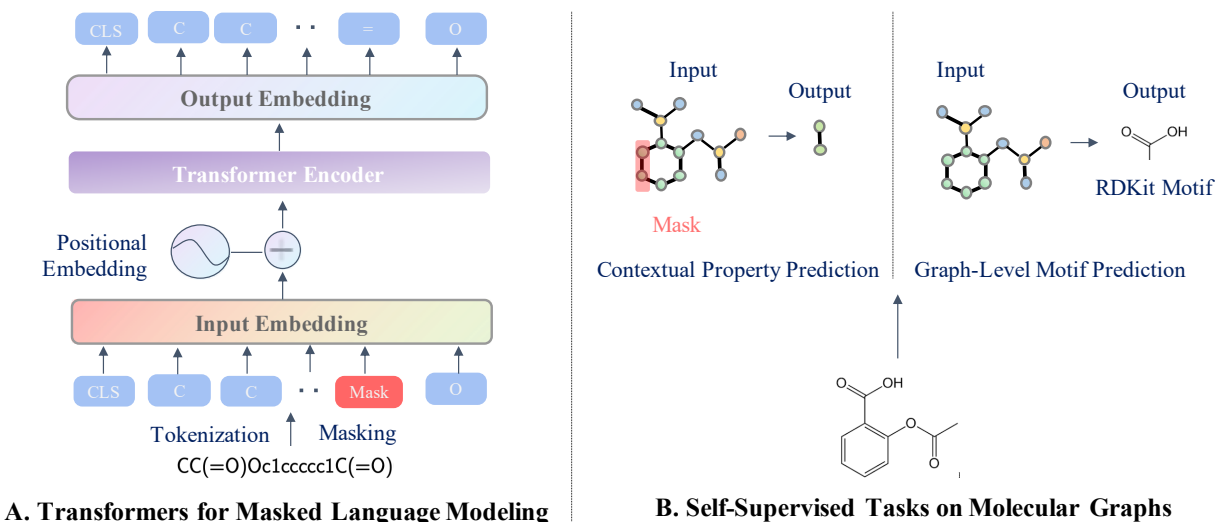 CLS C C · · = O
Output Embedding
Transformer Encoder
Positional
Embedding
Input Embedding
CLS C C · · Mask O
Tokenization Masking
CC(=O)Oc1ccccc1C(=O)
A. Transformers for Masked Language Modeling
Input
Output
Mask
Contextual Property Prediction
Input
Output
O OH
RDKit Motif
Graph-Level Motif Prediction
O OH
O
O
B. Self-Supervised Tasks on Molecular Graphs